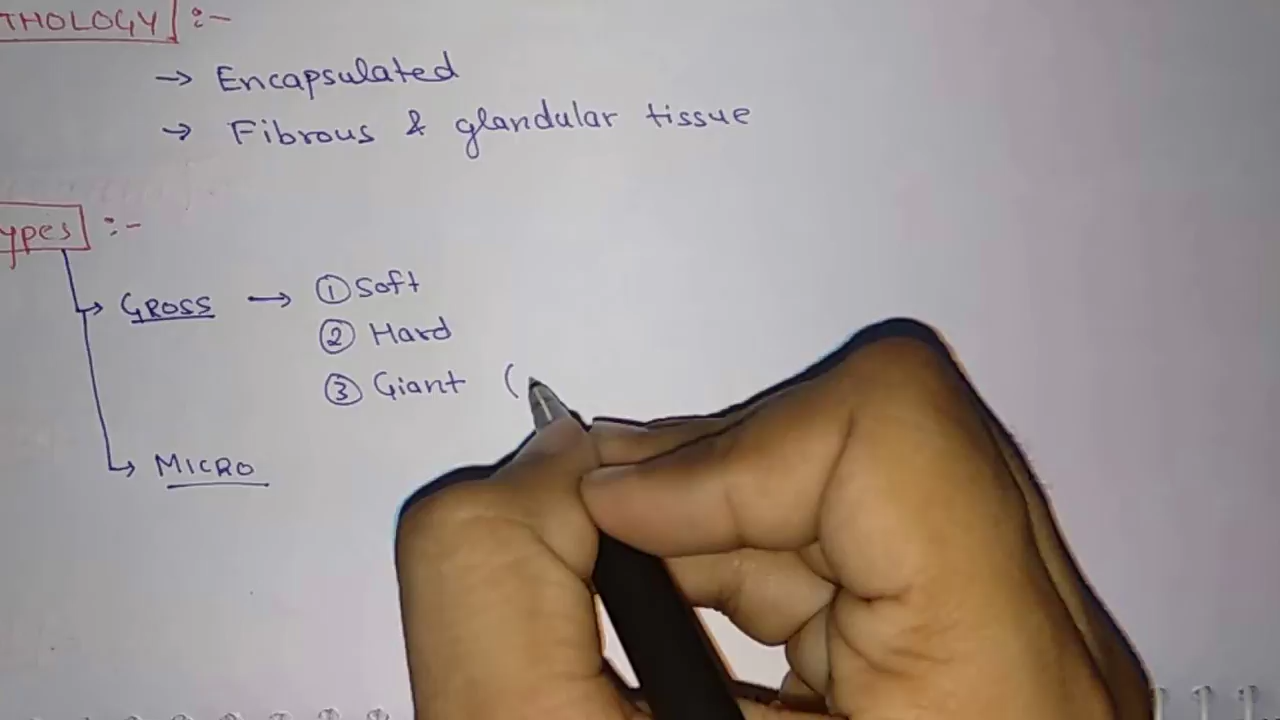 THOLOGY :-
→ Encapsulated
→ Fibrous & glandular tissue
ypes :-
GROSS → ① Soft
② Hard
③ Giant (
MICRO